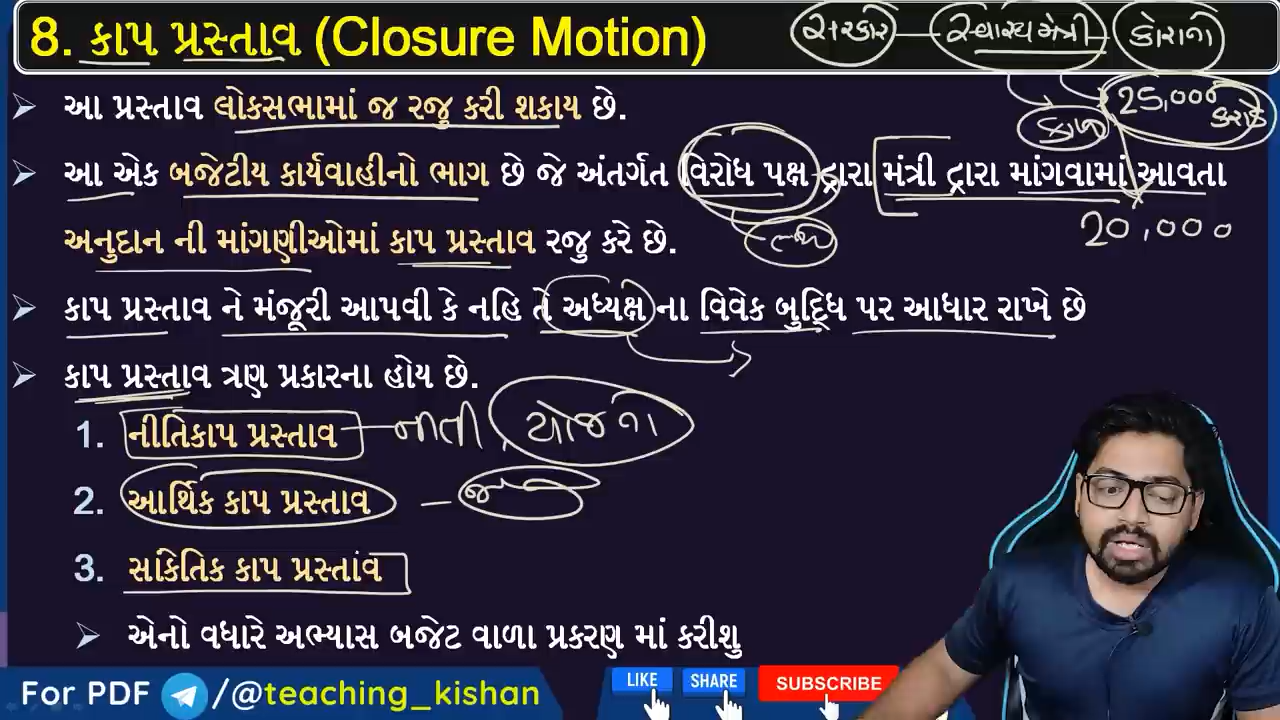 8. કાપ પ્રસ્તાવ (Closure Motion)
સરકાર સ્વાસ્થ્ય મંત્રી કોરોના
25,000 કરોડ
➤ આ પ્રસ્તાવ લોકસભામાં જ રજુ કરી શકાય છે.
કાપ
➤ આ એક બજેટીય કાર્યવાહીનો ભાગ છે જે અંતર્ગત વિરોધ પક્ષ દ્રારા મંત્રી દ્રારા માંગવામાં આવતા
20,000
અનુદાન ની માંગણીઓમાં કાપ પ્રસ્તાવ રજુ કરે છે.
➤ કાપ પ્રસ્તાવ ને મંજૂરી આપવી કે નહિ તે અધ્યક્ષ ના વિવેક બુદ્ધિ પર આધાર રાખે છે
➤ કાપ પ્રસ્તાવ ત્રણ પ્રકારના હોય છે.
1. નીતિકાપ પ્રસ્તાવ નીતી, યોજના
2. આર્થિક કાપ પ્રસ્તાવ
3. સાંકેતિક કાપ પ્રસ્તાંવ
➤ એનો વધારે અભ્યાસ બજેટ વાળા પ્રકરણ માં કરીશુ
For PDF /@teaching_kishan
LIKE SHARE SUBSCRIBE